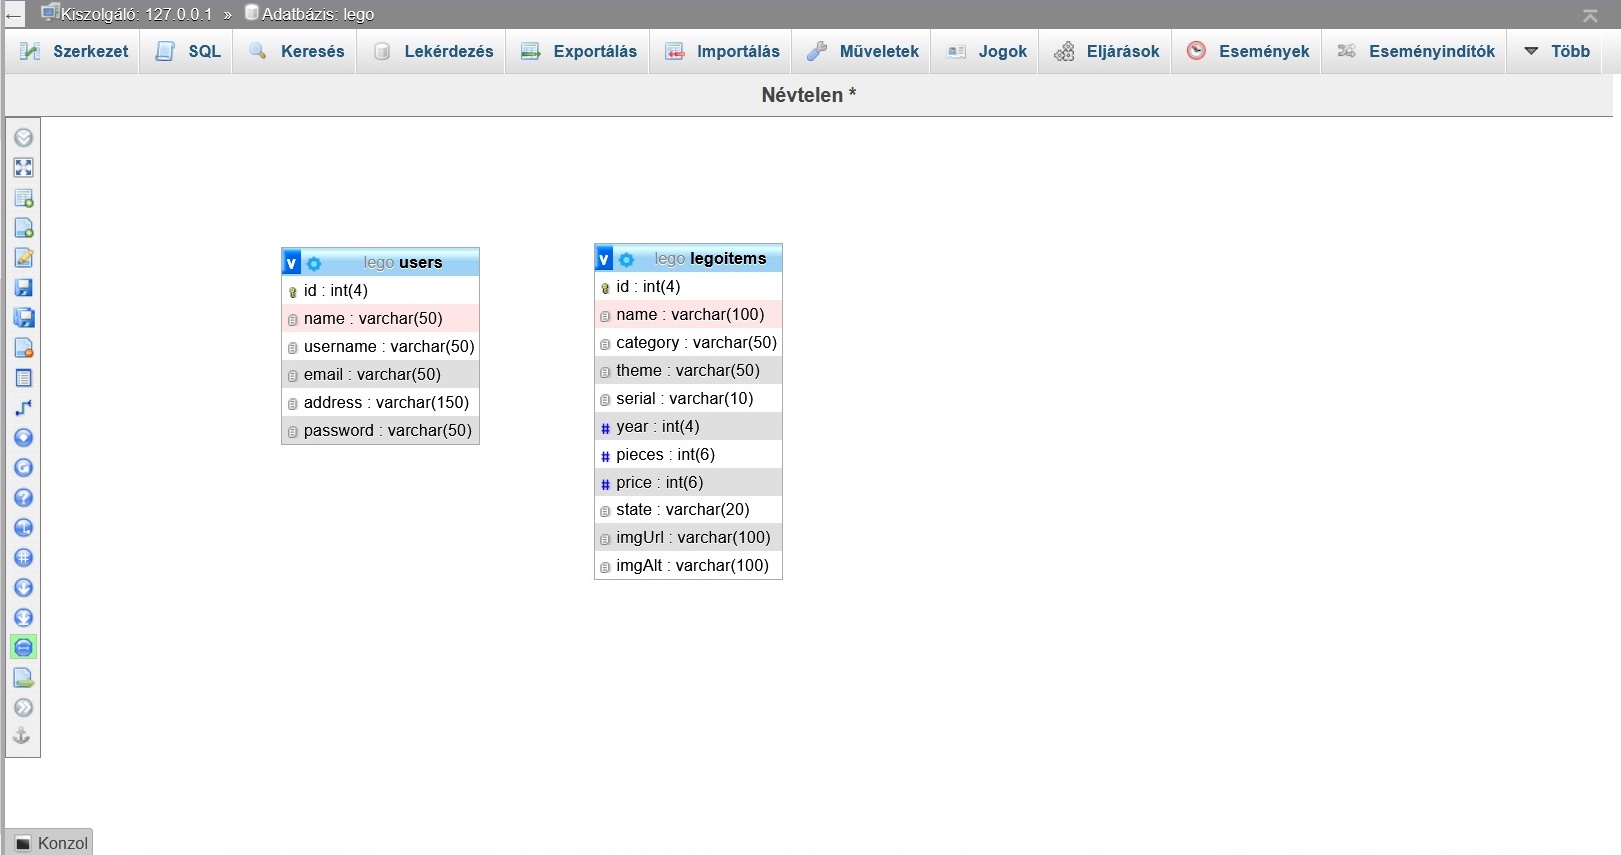 Kiszolgáló: 127.0.0.1 » Adatbázis: lego
Szerkezet SQL Keresés Lekérdezés Exportálás Importálás Műveletek Jogok Eljárások Események Eseményindítók Több
Névtelen *
v lego users
id : int(4)
name : varchar(50)
username : varchar(50)
email : varchar(50)
address : varchar(150)
password : varchar(50)
v lego legoitems
id : int(4)
name : varchar(100)
category : varchar(50)
theme : varchar(50)
serial : varchar(10)
# year : int(4)
# pieces : int(6)
# price : int(6)
state : varchar(20)
imgUrl : varchar(100)
imgAlt : varchar(100)
Konzol